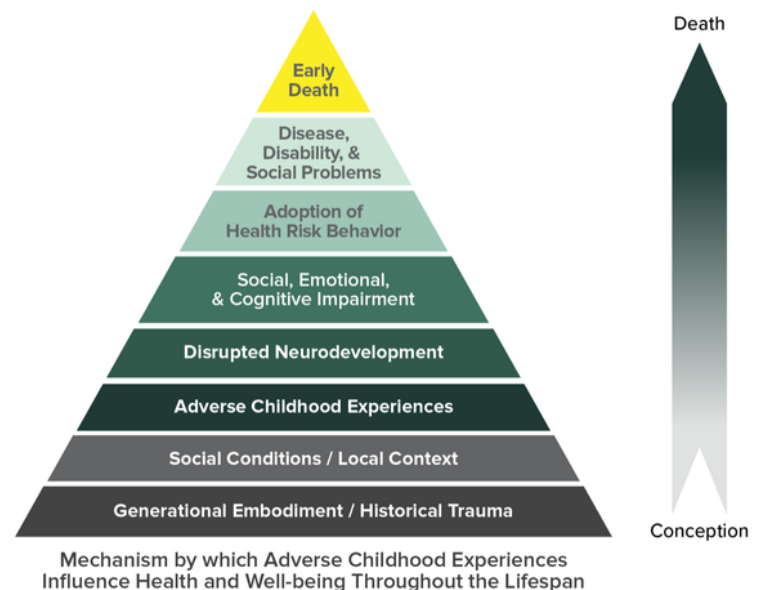 Death
Early
Death
Disease,
Disability, &
Social Problems
Adoption of
Health Risk Behavior
Social, Emotional,
& Cognitive Impairment
Disrupted Neurodevelopment
Adverse Childhood Experiences
Social Conditions / Local Context
Generational Embodiment / Historical Trauma
Conception
Mechanism by which Adverse Childhood Experiences
Influence Health and Well-being Throughout the Lifespan